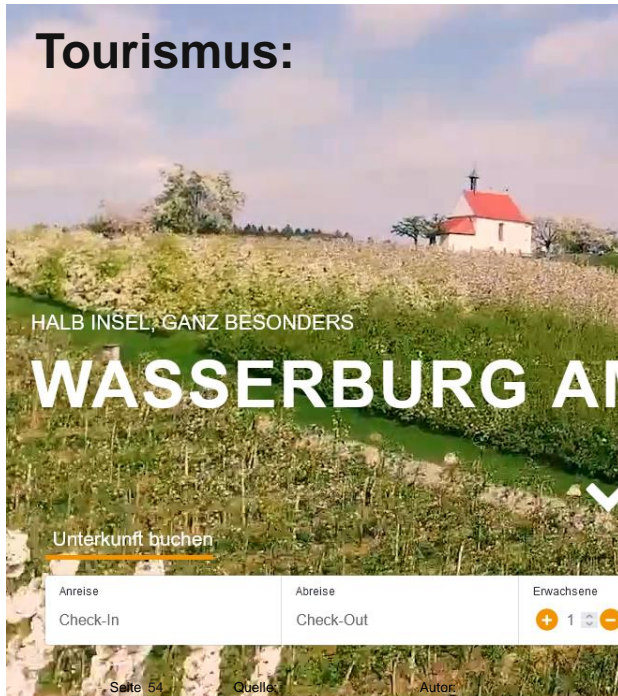 Tourismus:
HALB INSEL, GANZ BESONDERS
WASSERBURG AM
Unterkunft buchen
Anreise
Abreise
Erwachsene
Check-In
Check-Out
1
Seite 54
Quelle:
Autor: